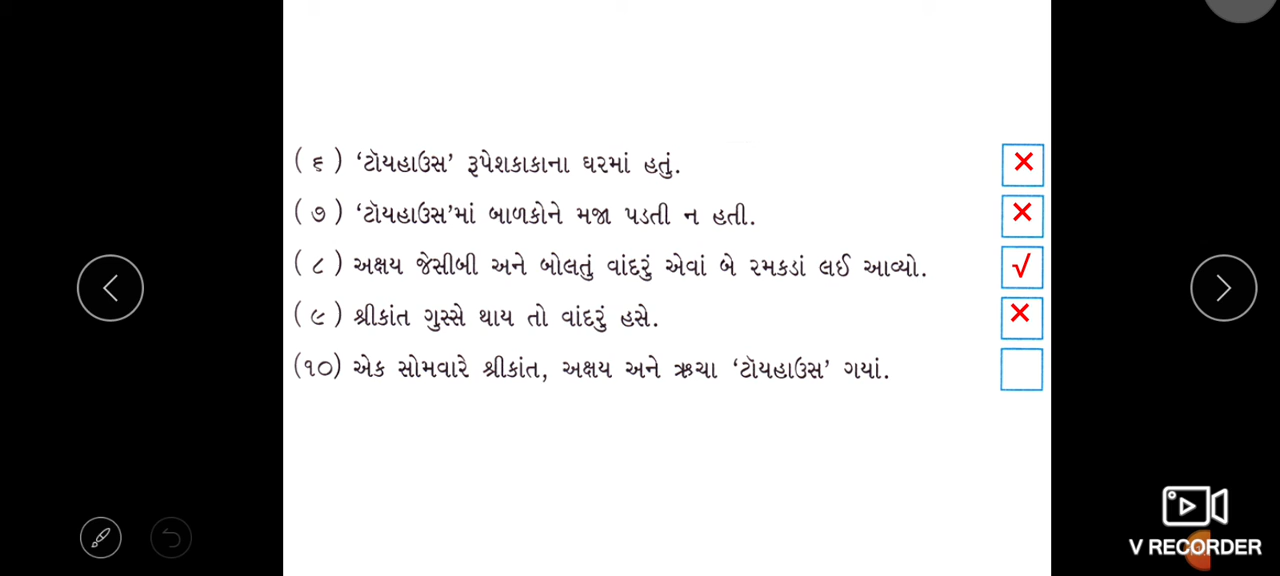 (૬) ‘ટૉયહાઉસ’ રૂપેશકાકાના ઘરમાં હતું. ×
(૭) ‘ટૉયહાઉસ’માં બાળકોને મજા પડતી ન હતી. ×
(૮) અક્ષય જેસીબી અને બોલતું વાંદરું એવાં બે રમકડાં લઈ આવ્યો. √
(૯) શ્રીકાંત ગુસ્સે થાય તો વાંદરું હસે. ×
(૧૦) એક સોમવારે શ્રીકાંત, અક્ષય અને ઋચા ‘ટૉયહાઉસ’ ગયાં.
V RECORDER